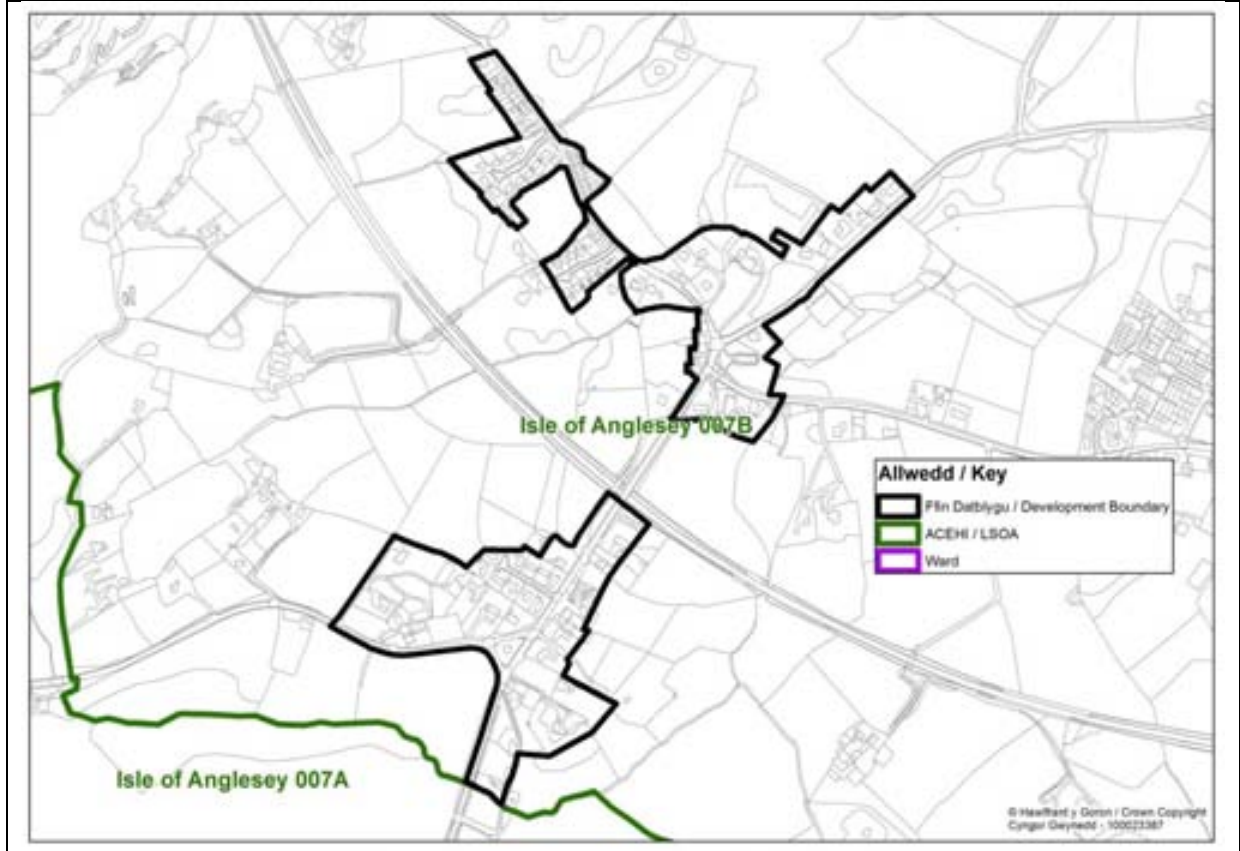 Isle of Anglesey 007B
Allwedd / Key
Ffin Datblygu / Development Boundary
ACEHI / LSOA
Ward
Isle of Anglesey 007A
© Hawlfraint y Goron / Crown Copyright
Cyngor Gwynedd - 100023387